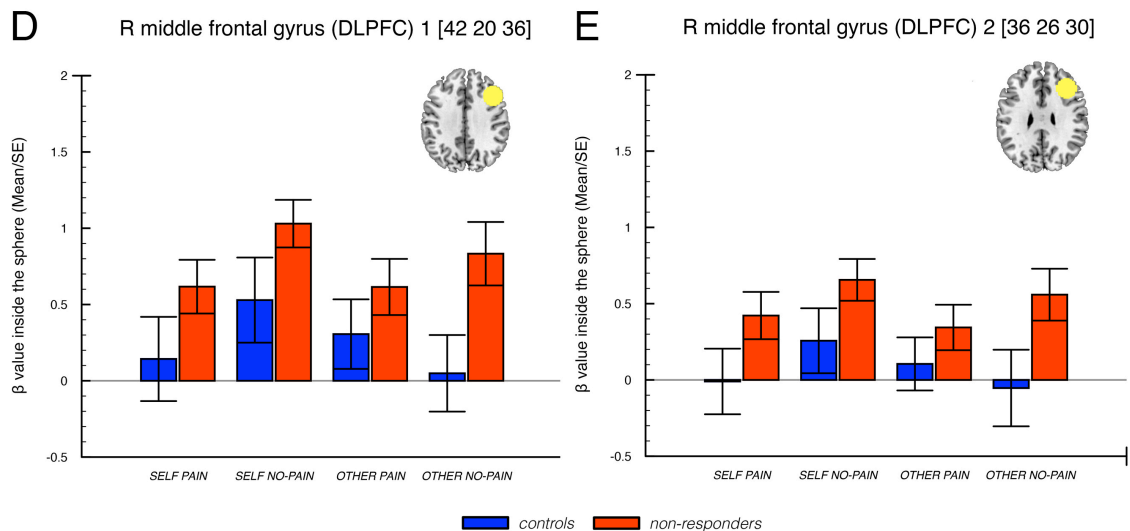 D
R middle frontal gyrus (DLPFC) 1 [42 20 36]
β value inside the sphere (Mean/SE)
2
1.5
1
0.5
0
-0.5
SELF PAIN
SELF NO-PAIN
OTHER PAIN
OTHER NO-PAIN
E
R middle frontal gyrus (DLPFC) 2 [36 26 30]
β value inside the sphere (Mean/SE)
2
1.5
1
0.5
0
-0.5
SELF PAIN
SELF NO-PAIN
OTHER PAIN
OTHER NO-PAIN
controls
non-responders